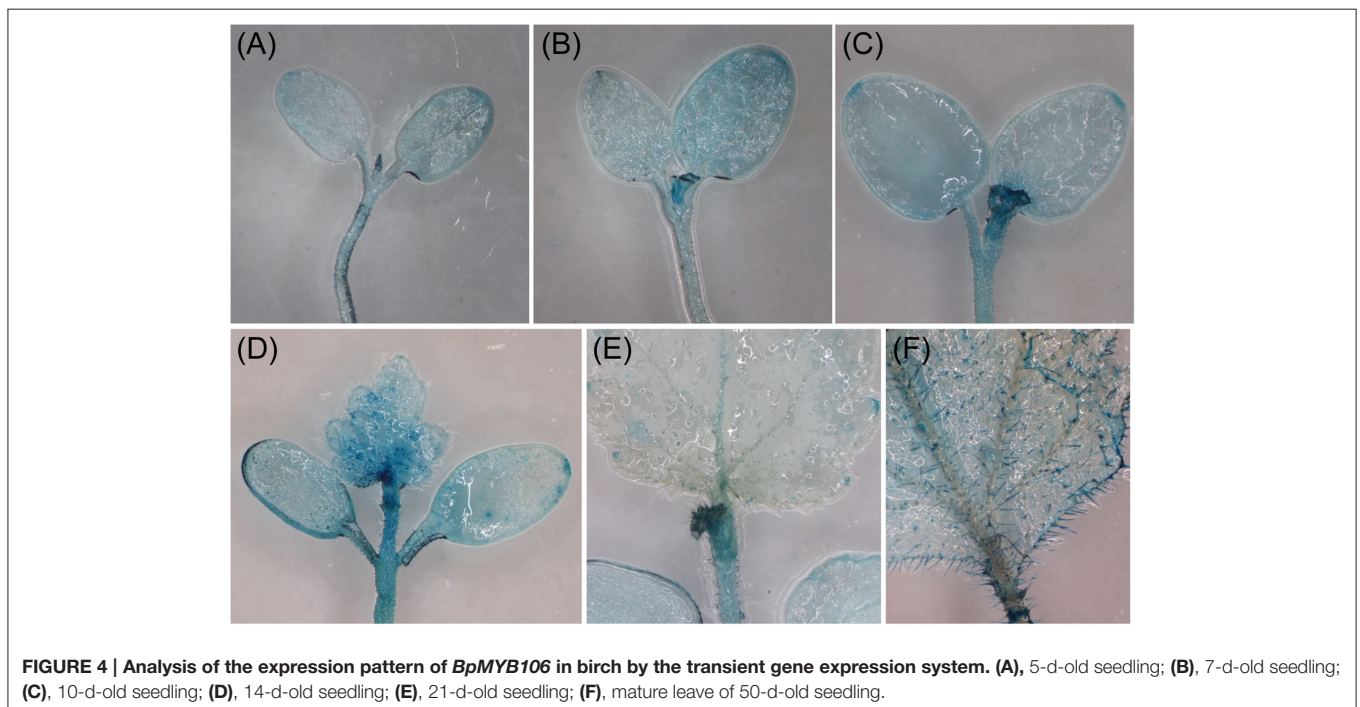 (A)
(B)
(C)
(D)
(E)
(F)
FIGURE 4 | Analysis of the expression pattern of BpMYB106 in birch by the transient gene expression system. (A), 5-d-old seedling; (B), 7-d-old seedling;
(C), 10-d-old seedling; (D), 14-d-old seedling; (E), 21-d-old seedling; (F), mature leave of 50-d-old seedling.